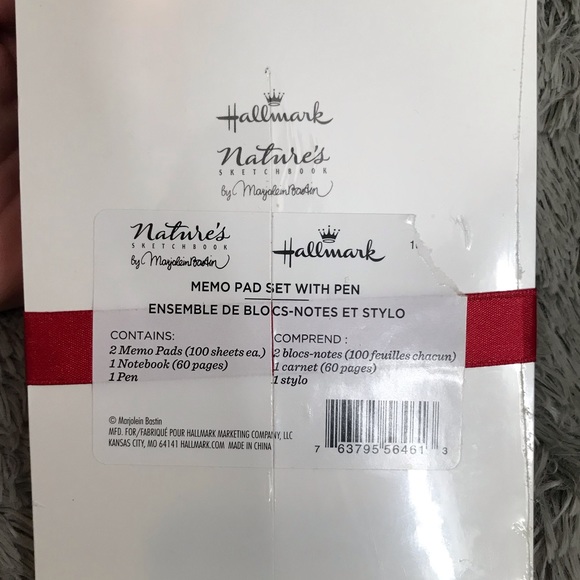 Hallmark
Nature's
SKETCHBOOK
by Marjolein Bastin
Nature's
SKETCHBOOK
by Marjolein Bastin
Hallmark
MEMO PAD SET WITH PEN
ENSEMBLE DE BLOCS-NOTES ET STYLO
CONTAINS:
2 Memo Pads (100 sheets ea.)
1 Notebook (60 pages)
1 Pen
COMPREND :
2 blocs-notes (100 feuilles chacun)
1 carnet (60 pages)
1 stylo
© Marjolein Bastin
MFD. FOR/FABRIQUÉ POUR HALLMARK MARKETING COMPANY, LLC
KANSAS CITY, MO 64141 HALLMARK.COM MADE IN CHINA
7 63795 56461 3